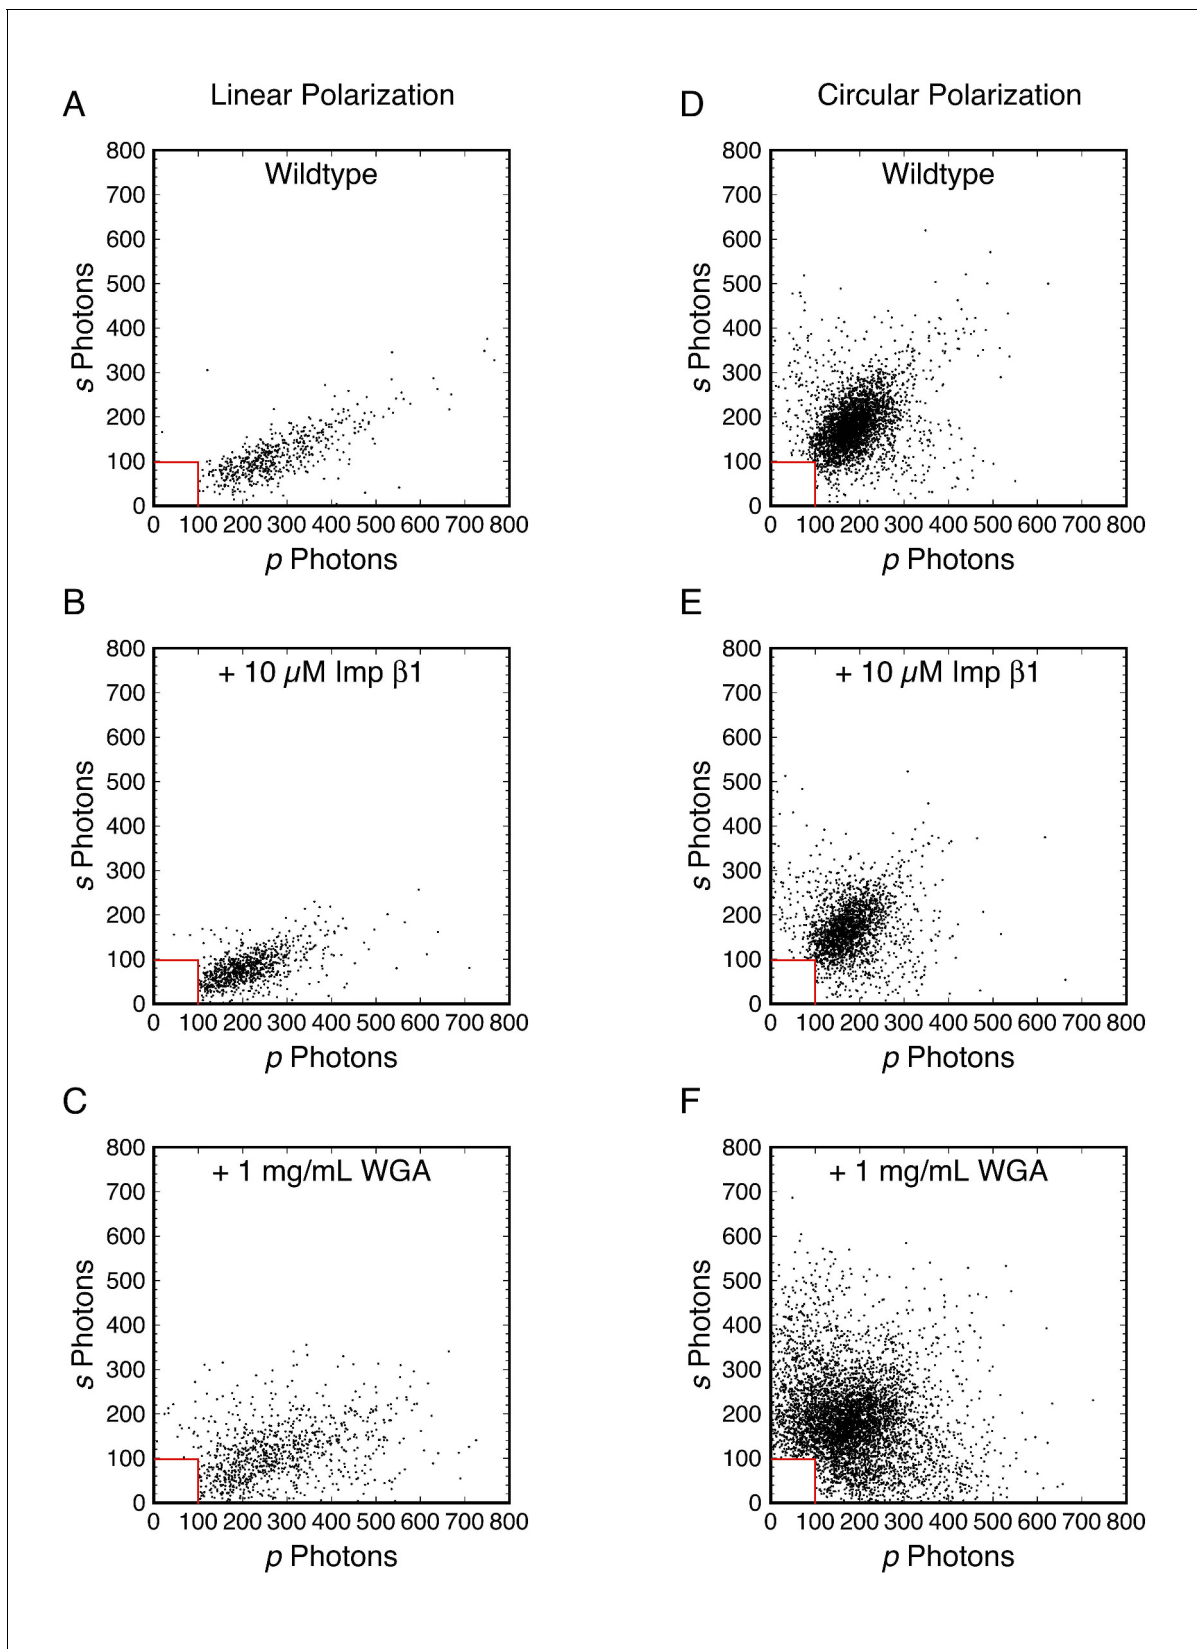 A
Linear Polarization
Wildtype
800
700
600
500
400
300
200
100
0
s Photons
0 100 200 300 400 500 600 700 800
p Photons
D
Circular Polarization
Wildtype
800
700
600
500
400
300
200
100
0
s Photons
0 100 200 300 400 500 600 700 800
p Photons
B
+ 10 µM Imp β1
800
700
600
500
400
300
200
100
0
s Photons
0 100 200 300 400 500 600 700 800
p Photons
E
+ 10 µM Imp β1
800
700
600
500
400
300
200
100
0
s Photons
0 100 200 300 400 500 600 700 800
p Photons
C
+ 1 mg/mL WGA
800
700
600
500
400
300
200
100
0
s Photons
0 100 200 300 400 500 600 700 800
p Photons
F
+ 1 mg/mL WGA
800
700
600
500
400
300
200
100
0
s Photons
0 100 200 300 400 500 600 700 800
p Photons